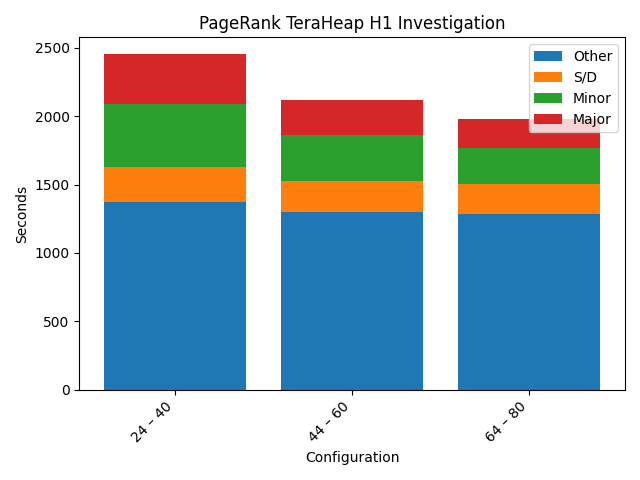 PageRank TeraHeap H1 Investigation
Other
S/D
Minor
Major
Seconds
2500
2000
1500
1000
500
0
24 – 40
44 – 60
64 – 80
Configuration